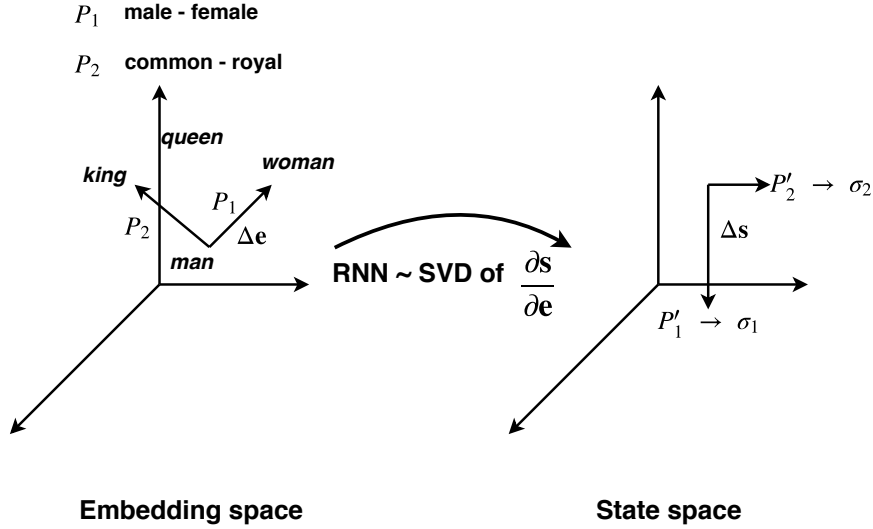 P₁ male - female
P₂ common - royal
queen
king
woman
P₁
P₂
Δe
man
RNN ~ SVD of ∂s/∂e
P′₂ → σ₂
Δs
P′₁ → σ₁
Embedding space
State space